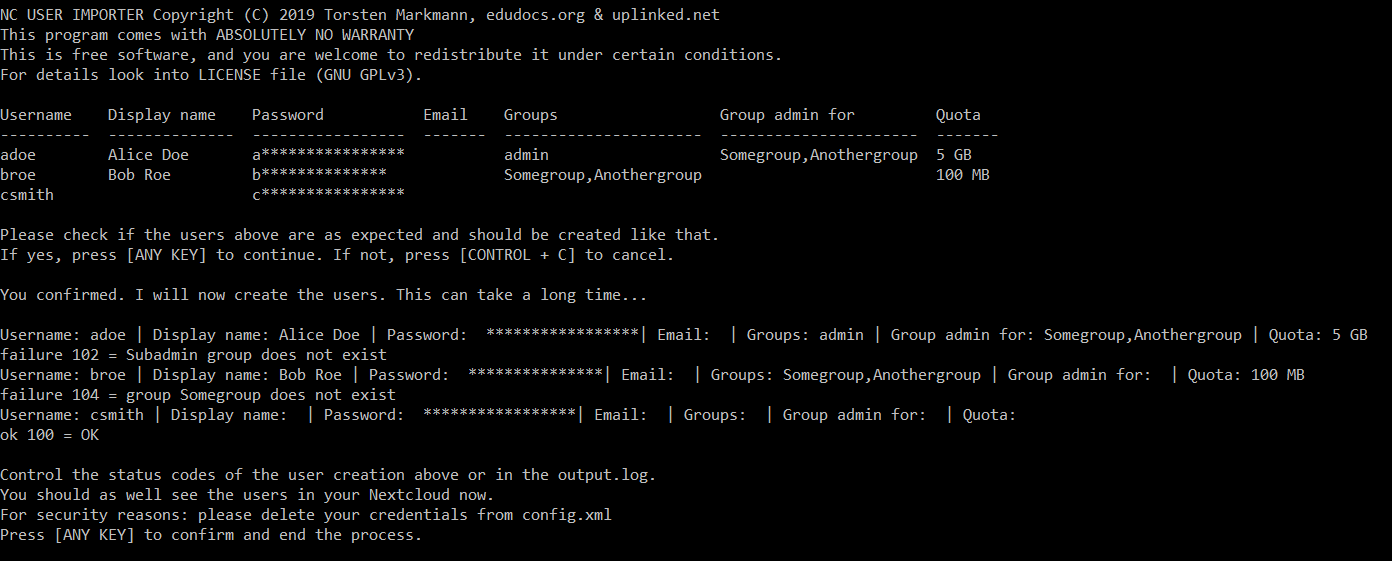 NC USER IMPORTER Copyright (C) 2019 Torsten Markmann, edudocs.org & uplinked.net
This program comes with ABSOLUTELY NO WARRANTY
This is free software, and you are welcome to redistribute it under certain conditions.
For details look into LICENSE file (GNU GPLv3).

Username    Display name    Password           Email    Groups                  Group admin for         Quota
----------  --------------  -----------------  -------  ----------------------  ----------------------  -------
adoe        Alice Doe       a****************           admin                   Somegroup,Anothergroup  5 GB
broe        Bob Roe         b**************             Somegroup,Anothergroup                          100 MB
csmith                      c****************

Please check if the users above are as expected and should be created like that.
If yes, press [ANY KEY] to continue. If not, press [CONTROL + C] to cancel.

You confirmed. I will now create the users. This can take a long time...

Username: adoe | Display name: Alice Doe | Password:  *****************| Email:  | Groups: admin | Group admin for: Somegroup,Anothergroup | Quota: 5 GB
failure 102 = Subadmin group does not exist
Username: broe | Display name: Bob Roe | Password:  ***************| Email:  | Groups: Somegroup,Anothergroup | Group admin for:  | Quota: 100 MB
failure 104 = group Somegroup does not exist
Username: csmith | Display name:  | Password:  *****************| Email:  | Groups:  | Group admin for:  | Quota:
ok 100 = OK

Control the status codes of the user creation above or in the output.log.
You should as well see the users in your Nextcloud now.
For security reasons: please delete your credentials from config.xml
Press [ANY KEY] to confirm and end the process.